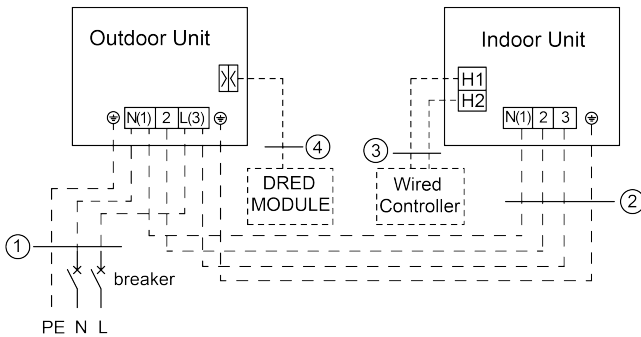 Outdoor Unit
Indoor Unit
H1
H2
N(1) 2 L(3)
N(1) 2 3
4
3
DRED
MODULE
Wired
Controller
2
1
breaker
PE N L